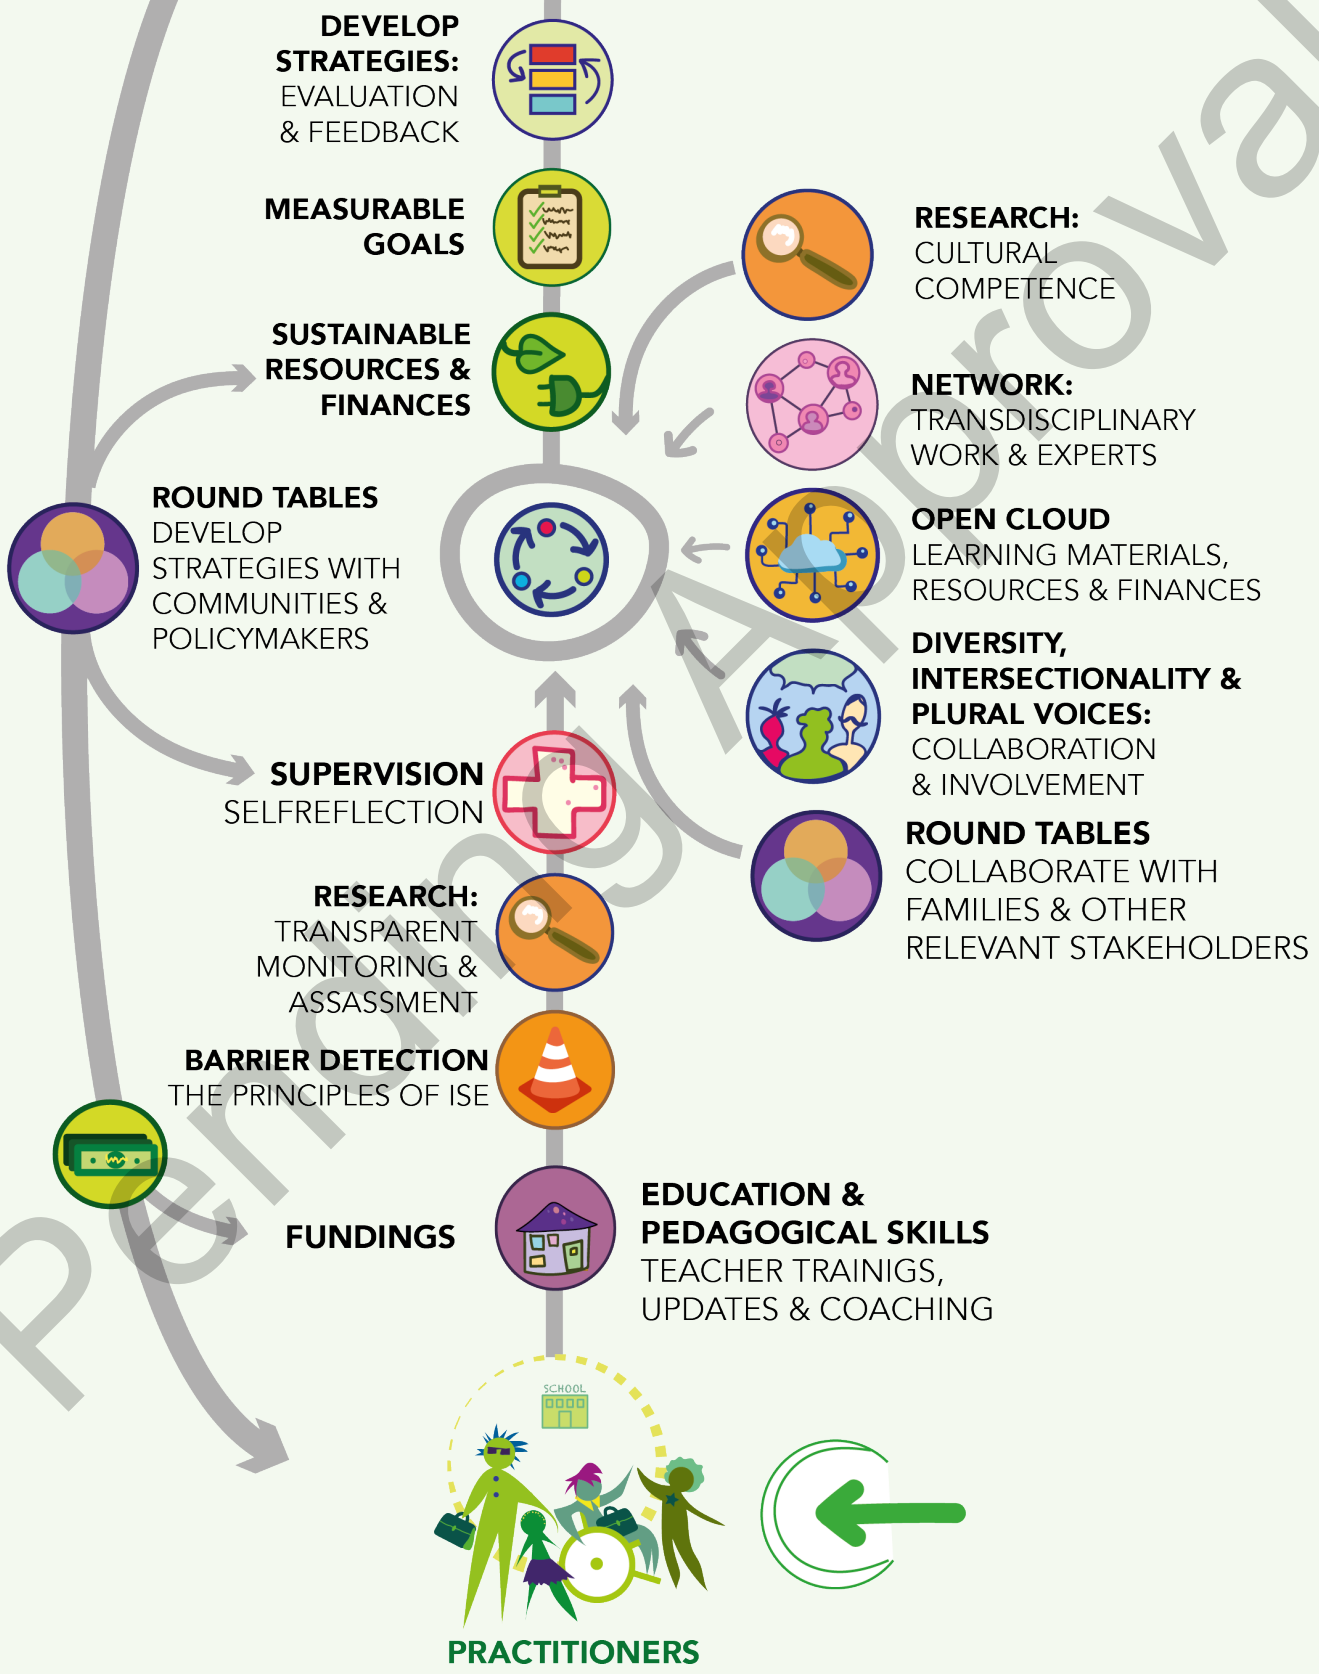 DEVELOP
STRATEGIES:
EVALUATION
& FEEDBACK
MEASURABLE
GOALS
SUSTAINABLE
RESOURCES &
FINANCES
RESEARCH:
CULTURAL
COMPETENCE
NETWORK:
TRANSDISCIPLINARY
WORK & EXPERTS
ROUND TABLES
DEVELOP
STRATEGIES WITH
COMMUNITIES &
POLICYMAKERS
OPEN CLOUD
LEARNING MATERIALS,
RESOURCES & FINANCES
DIVERSITY,
INTERSECTIONALITY &
PLURAL VOICES:
COLLABORATION
& INVOLVEMENT
SUPERVISION
SELFREFLECTION
ROUND TABLES
COLLABORATE WITH
FAMILIES & OTHER
RELEVANT STAKEHOLDERS
RESEARCH:
TRANSPARENT
MONITORING &
ASSASSMENT
BARRIER DETECTION
THE PRINCIPLES OF ISE
FUNDINGS
EDUCATION &
PEDAGOGICAL SKILLS
TEACHER TRAINIGS,
UPDATES & COACHING
SCHOOL
PRACTITIONERS
Pending Approval